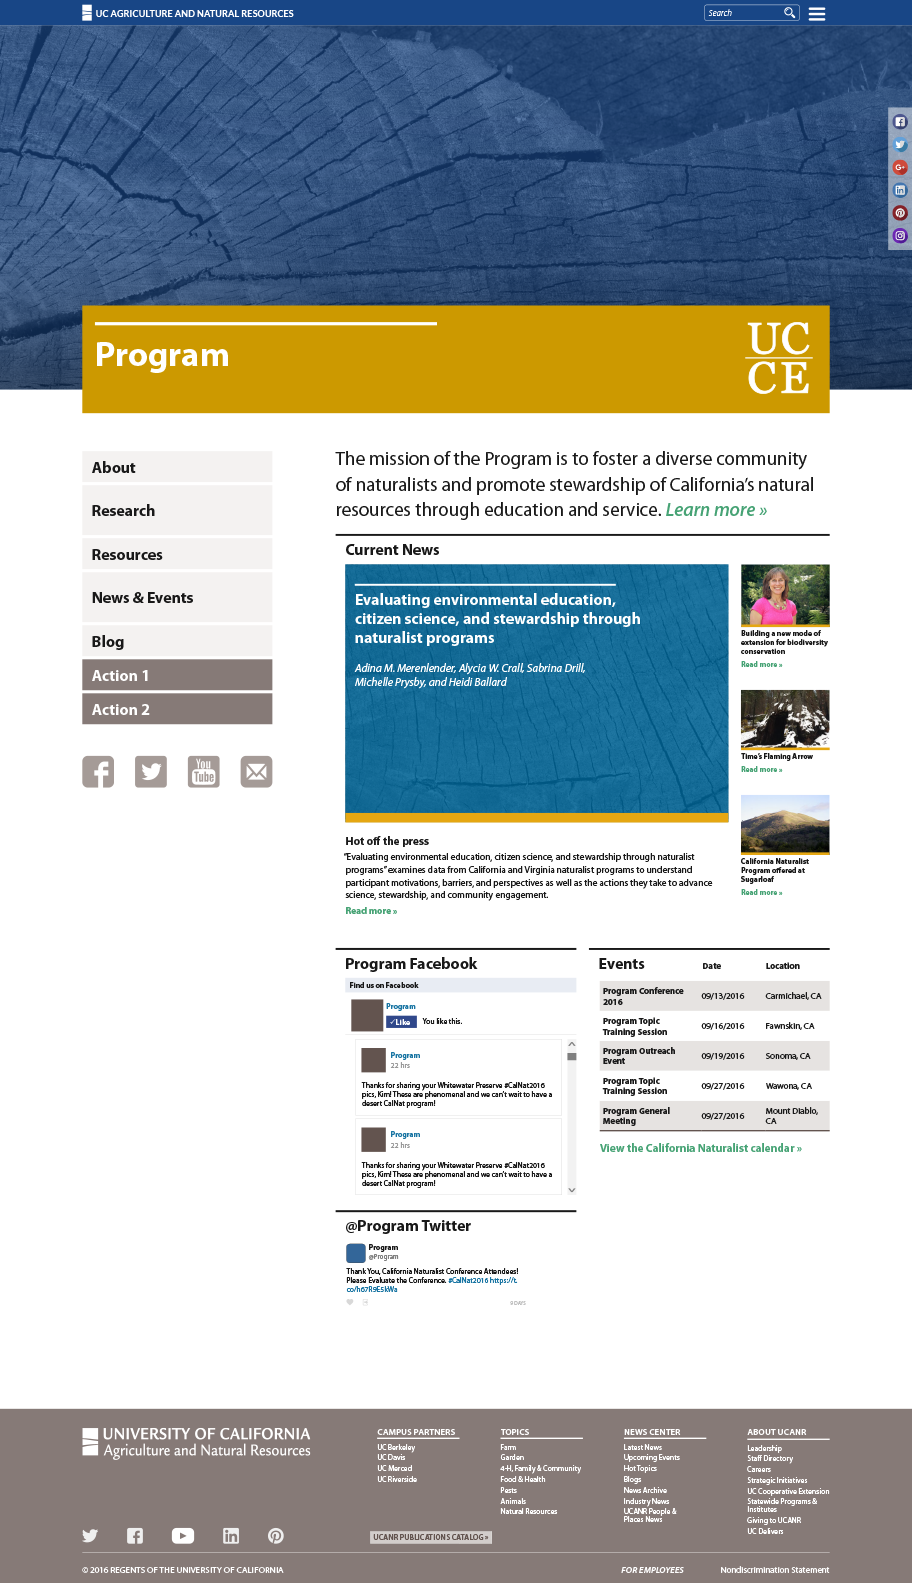 UC AGRICULTURE AND NATURAL RESOURCES
Search
Program
UC
CE
About
Research
Resources
News & Events
Blog
Action 1
Action 2
You
Tube
The mission of the Program is to foster a diverse community
of naturalists and promote stewardship of California's natural
resources through education and service. Learn more »
Current News
Evaluating environmental education,
citizen science, and stewardship through
naturalist programs
Adina M. Merenlender, Alycia W. Crall, Sabrina Drill,
Michelle Prysby, and Heidi Ballard
Hot off the press
"Evaluating environmental education, citizen science, and stewardship through naturalist
programs" examines data from California and Virginia naturalist programs to understand
participant motivations, barriers, and perspectives as well as the actions they take to advance
science, stewardship, and community engagement.
Read more »
Building a new mode of
extension for biodiversity
conservation
Read more »
Time's Flaming Arrow
Read more »
California Naturalist
Program offered at
Sugarloaf
Read more »
Program Facebook
Find us on Facebook
Program
✓Like You like this.
Program
22 hrs
Thanks for sharing your Whitewater Preserve #CalNat2016
pics, Kim! These are phenomenal and we can't wait to have a
desert CalNat program!
Program
22 hrs
Thanks for sharing your Whitewater Preserve #CalNat2016
pics, Kim! These are phenomenal and we can't wait to have a
desert CalNat program!
@Program Twitter
Program
@Program
Thank You, California Naturalist Conference Attendees!
Please Evaluate the Conference. #CalNat2016 https://t.
co/h67R9E5kWa
Events Date Location
Program Conference
2016 09/13/2016 Carmichael, CA
Program Topic
Training Session 09/16/2016 Fawnskin, CA
Program Outreach
Event 09/19/2016 Sonoma, CA
Program Topic
Training Session 09/27/2016 Wawona, CA
Program General
Meeting 09/27/2016 Mount Diablo,
CA
View the California Naturalist calendar »
UNIVERSITY OF CALIFORNIA
Agriculture and Natural Resources
CAMPUS PARTNERS
UC Berkeley
UC Davis
UC Merced
UC Riverside
TOPICS
Farm
Garden
4-H, Family & Community
Food & Health
Pests
Animals
Natural Resources
NEWS CENTER
Latest News
Upcoming Events
Hot Topics
Blogs
News Archive
Industry News
UCANR People &
Places News
ABOUT UCANR
Leadership
Staff Directory
Careers
Strategic Initiatives
UC Cooperative Extension
Statewide Programs &
Institutes
Giving to UCANR
UC Delivers
UCANR PUBLICATIONS CATALOG »
© 2016 REGENTS OF THE UNIVERSITY OF CALIFORNIA
FOR EMPLOYEES
Nondiscrimination Statement